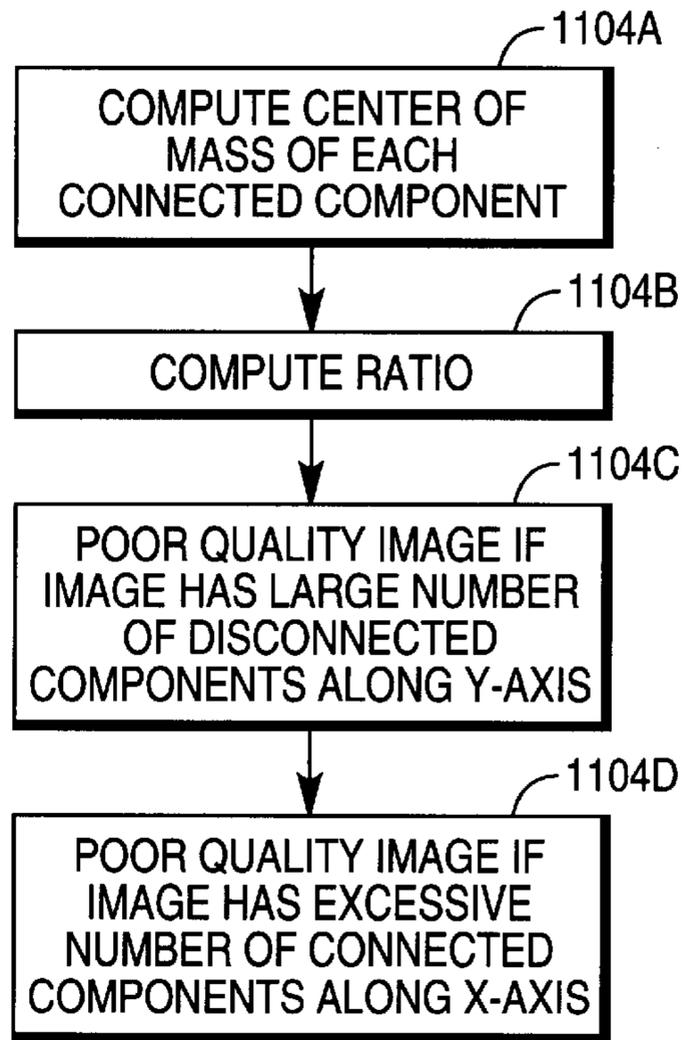 1104A
COMPUTE CENTER OF
MASS OF EACH
CONNECTED COMPONENT
1104B
COMPUTE RATIO
1104C
POOR QUALITY IMAGE IF
IMAGE HAS LARGE NUMBER
OF DISCONNECTED
COMPONENTS ALONG Y-AXIS
1104D
POOR QUALITY IMAGE IF
IMAGE HAS EXCESSIVE
NUMBER OF CONNECTED
COMPONENTS ALONG X-AXIS